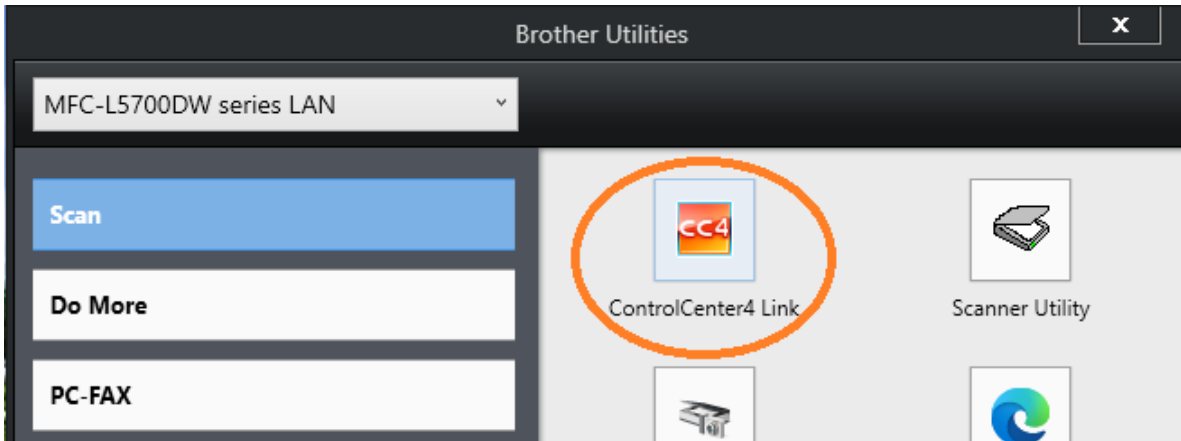 Brother Utilities
x
MFC-L5700DW series LAN
Scan
CC4
ControlCenter4 Link
Scanner Utility
Do More
PC-FAX